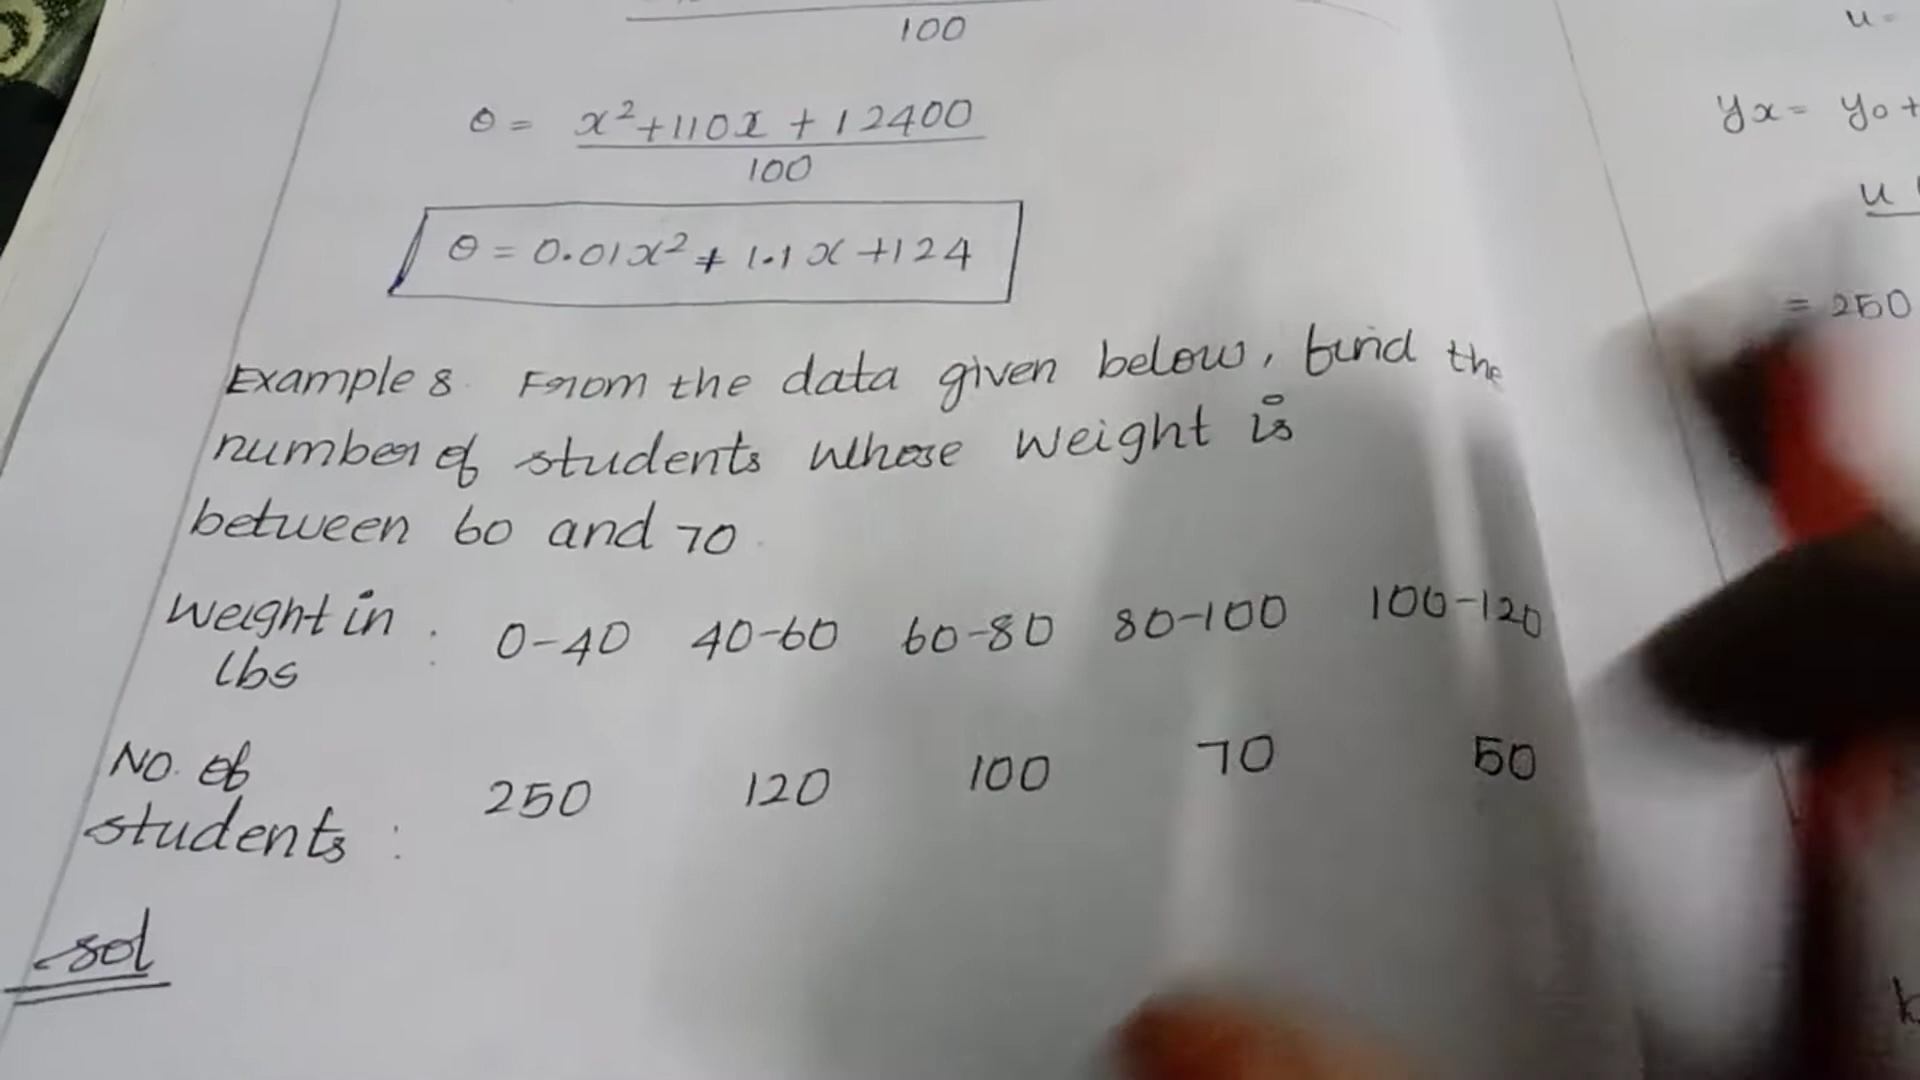 100
θ = x²+110x + 12400
100
θ = 0.01x² + 1.1x +124
Example 8. From the data given below, find the
number of students whose weight is
between 60 and 70.
Weight in lbs : 0-40 40-60 60-80 80-100 100-120
No. of students : 250 120 100 70 50
sol
u =
yx = y0 +
u
= 250